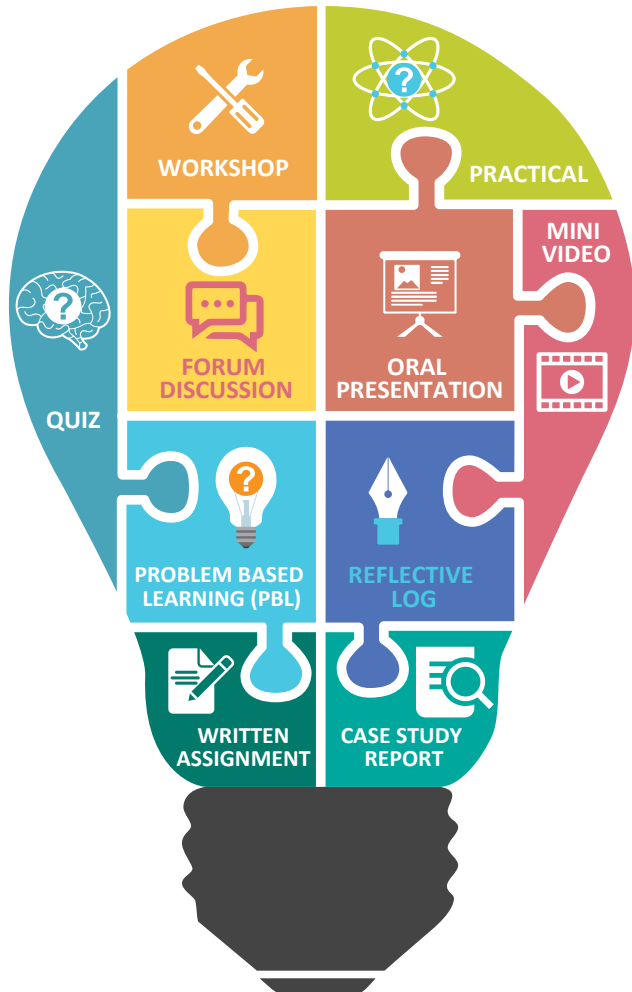 WORKSHOP
PRACTICAL
MINI
VIDEO
?
?
FORUM
DISCUSSION
ORAL
PRESENTATION
QUIZ
?
PROBLEM BASED
LEARNING (PBL)
REFLECTIVE
LOG
WRITTEN
ASSIGNMENT
CASE STUDY
REPORT